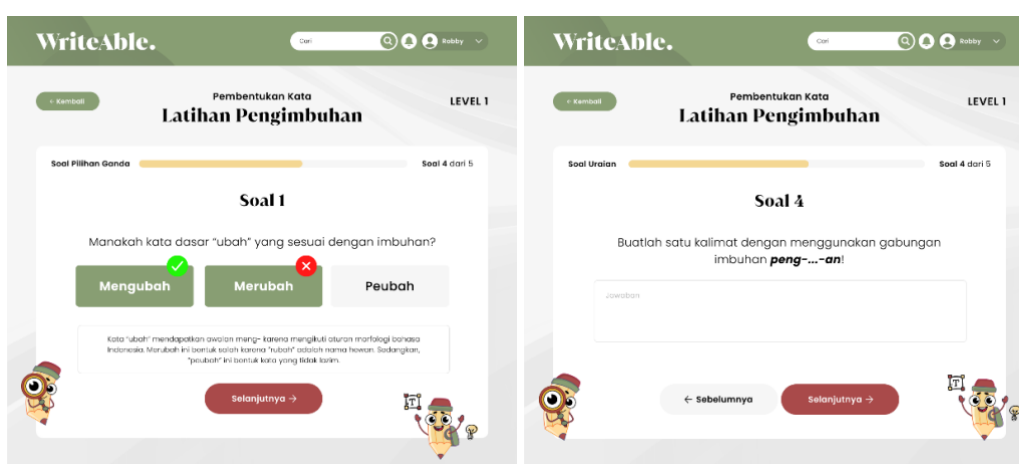 WriteAble.
Cari
Robby
← Kembali
Pembentukan Kata
Latihan Pengimbuhan
LEVEL 1
Soal Pilihan Ganda
Soal 4 dari 5
Soal 1
Manakah kata dasar "ubah" yang sesuai dengan imbuhan?
Mengubah
Merubah
Peubah
Kata "ubah" mendapatkan awalan meng- karena mengikuti aturan morfologi bahasa
Indonesia. Merubah ini bentuk salah karena "rubah" adalah nama hewan. Sedangkan,
"peubah" ini bentuk kata yang tidak lazim.
Selanjutnya →
T
WriteAble.
Cari
Robby
← Kembali
Pembentukan Kata
Latihan Pengimbuhan
LEVEL 1
Soal Uraian
Soal 4 dari 5
Soal 4
Buatlah satu kalimat dengan menggunakan gabungan
imbuhan peng-...-an!
Jawaban
← Sebelumnya
Selanjutnya →
T